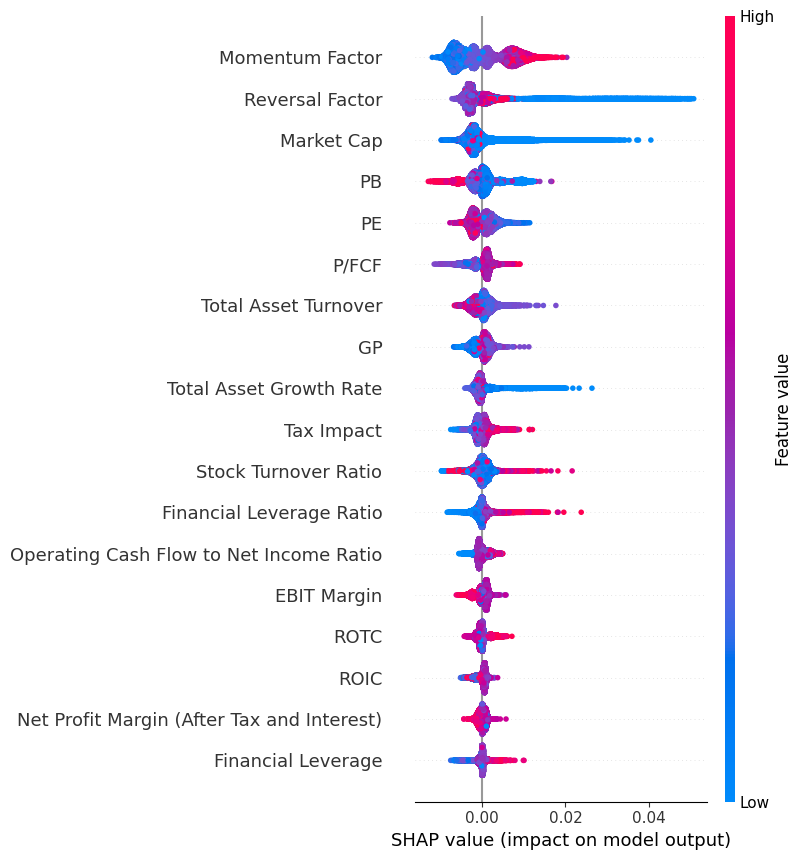 High
Momentum Factor
Reversal Factor
Market Cap
PB
PE
P/FCF
Total Asset Turnover
GP
Total Asset Growth Rate
Tax Impact
Stock Turnover Ratio
Financial Leverage Ratio
Operating Cash Flow to Net Income Ratio
EBIT Margin
ROTC
ROIC
Net Profit Margin (After Tax and Interest)
Financial Leverage
Feature value
Low
0.00 0.02 0.04
SHAP value (impact on model output)